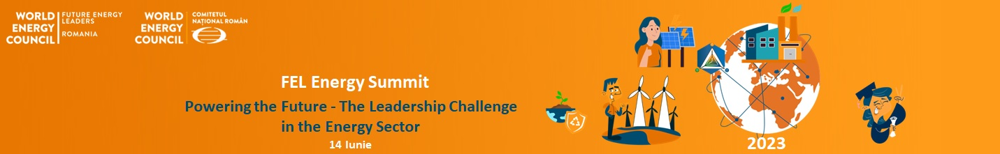 WORLD
ENERGY
COUNCIL
FUTURE ENERGY
LEADERS
ROMANIA
WORLD
ENERGY
COUNCIL
COMITETUL
NAȚIONAL ROMÂN
FEL Energy Summit
Powering the Future - The Leadership Challenge
in the Energy Sector
14 Iunie
2023